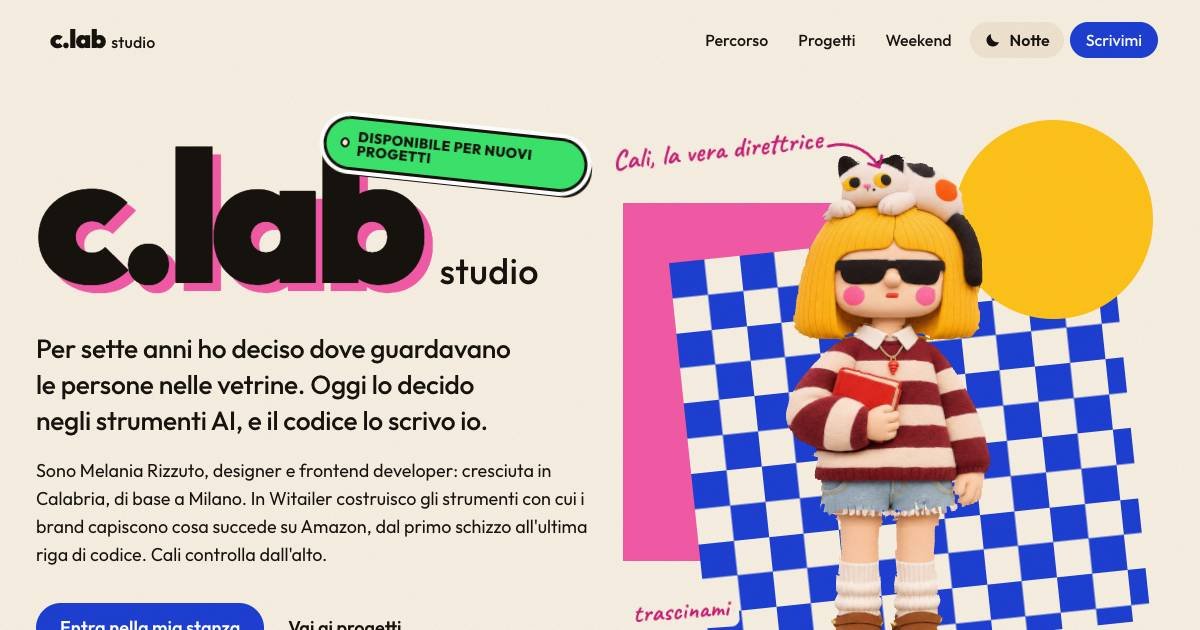 c.lab studio
Percorso
Progetti
Weekend
Notte
Scrivimi
DISPONIBILE PER NUOVI
PROGETTI
c.lab studio
Per sette anni ho deciso dove guardavano
le persone nelle vetrine. Oggi lo decido
negli strumenti AI, e il codice lo scrivo io.
Sono Melania Rizzuto, designer e frontend developer: cresciuta in
Calabria, di base a Milano. In Witailer costruisco gli strumenti con cui i
brand capiscono cosa succede su Amazon, dal primo schizzo all'ultima
riga di codice. Cali controlla dall'alto.
Entra nella mia stanza
Vai ai progetti
Cali, la vera direttrice
trascinami